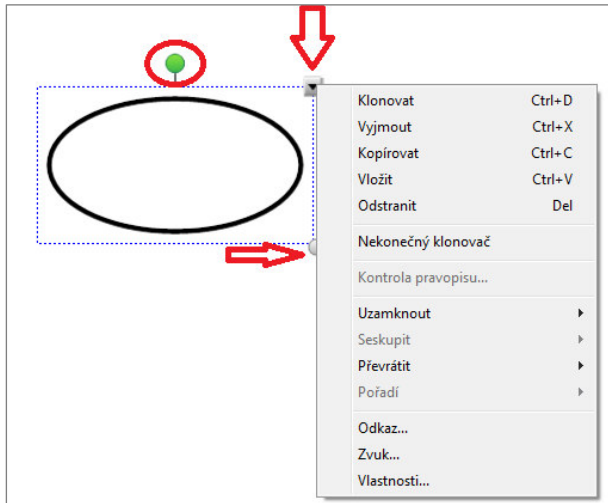 Klonovat Ctrl+D
Vyjmout Ctrl+X
Kopírovat Ctrl+C
Vložit Ctrl+V
Odstranit Del
Nekonečný klonovač
Kontrola pravopisu...
Uzamknout
Seskupit
Převrátit
Pořadí
Odkaz...
Zvuk...
Vlastnosti...